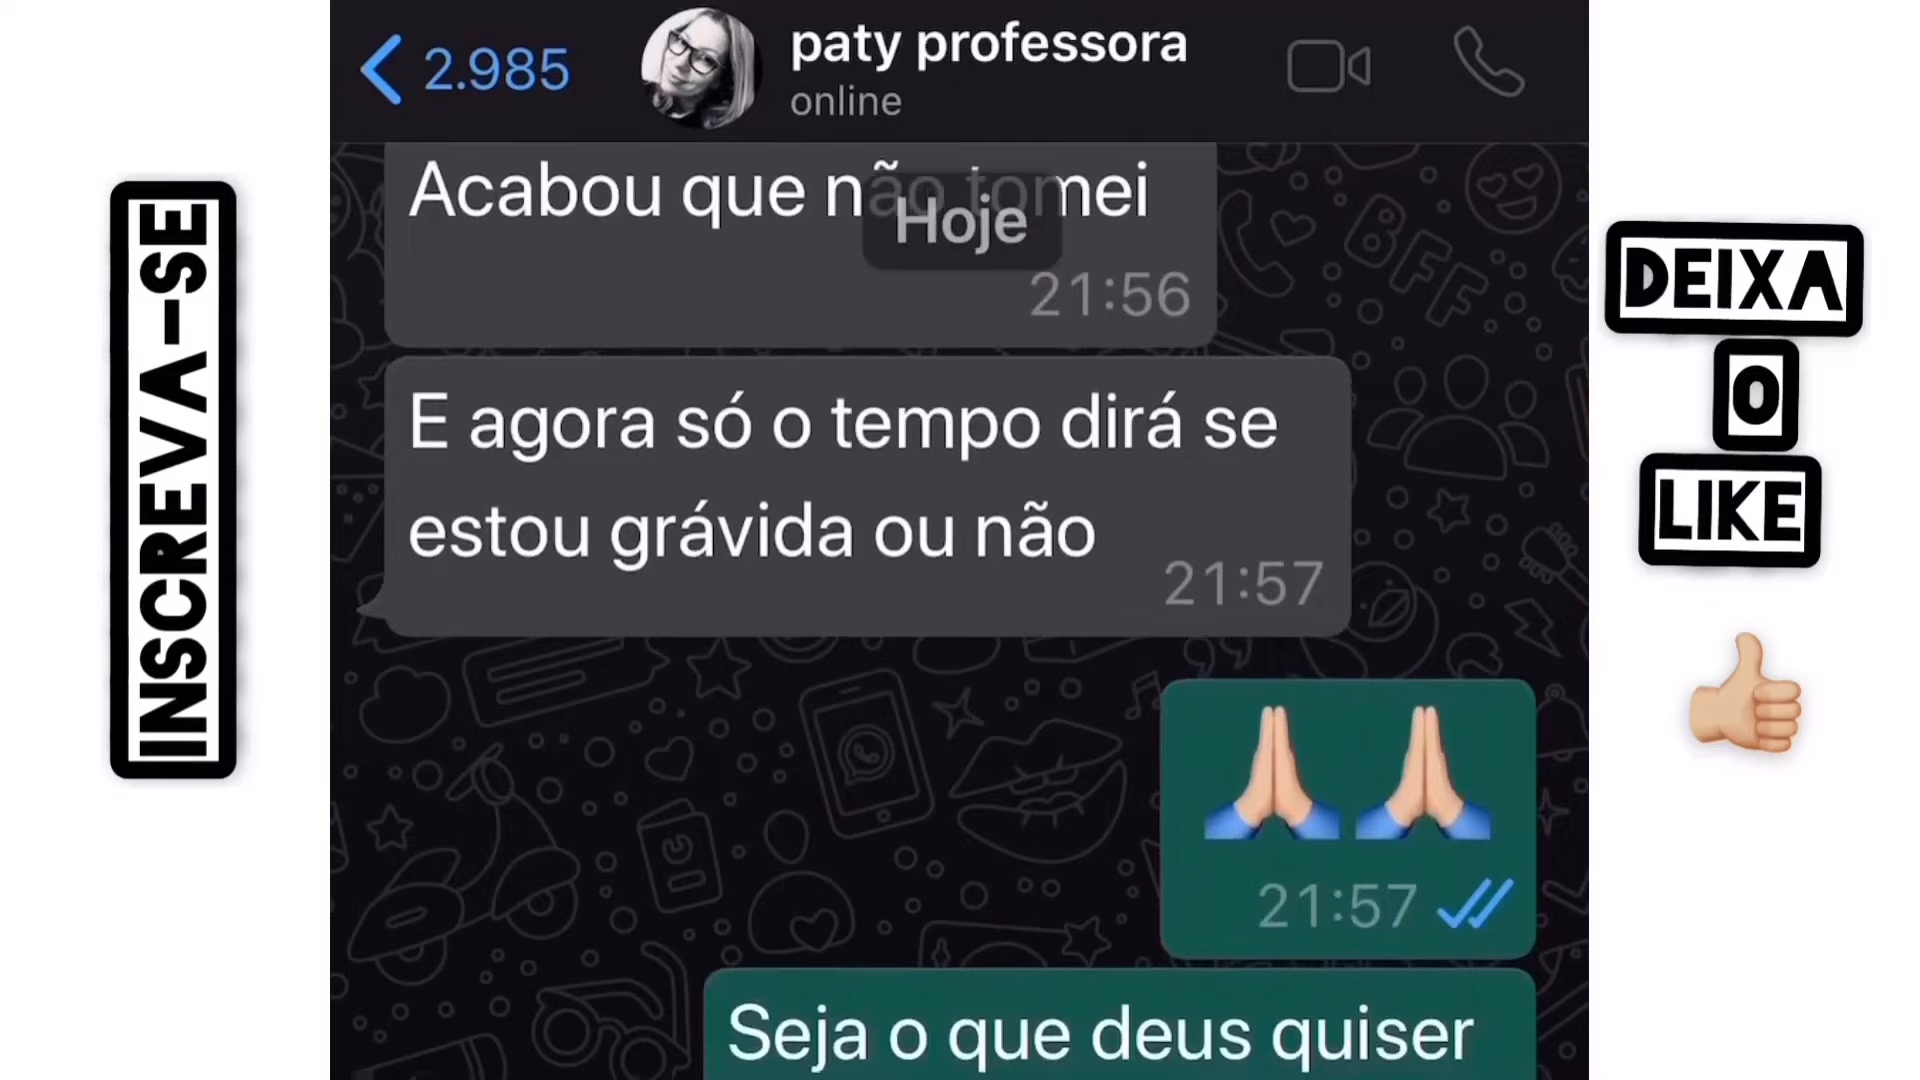 INSCREVA-SE
2.985
paty professora
online
Acabou que não tomei
Hoje
21:56
E agora só o tempo dirá se
estou grávida ou não
21:57
🙏🏼🙏🏼
21:57
Seja o que deus quiser
DEIXA
O
LIKE